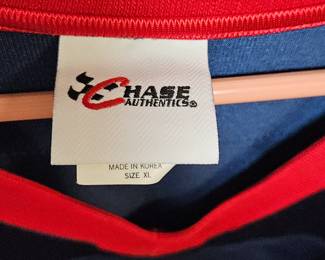 CHASE
AUTHENTICS®
MADE IN KOREA
SIZE XL